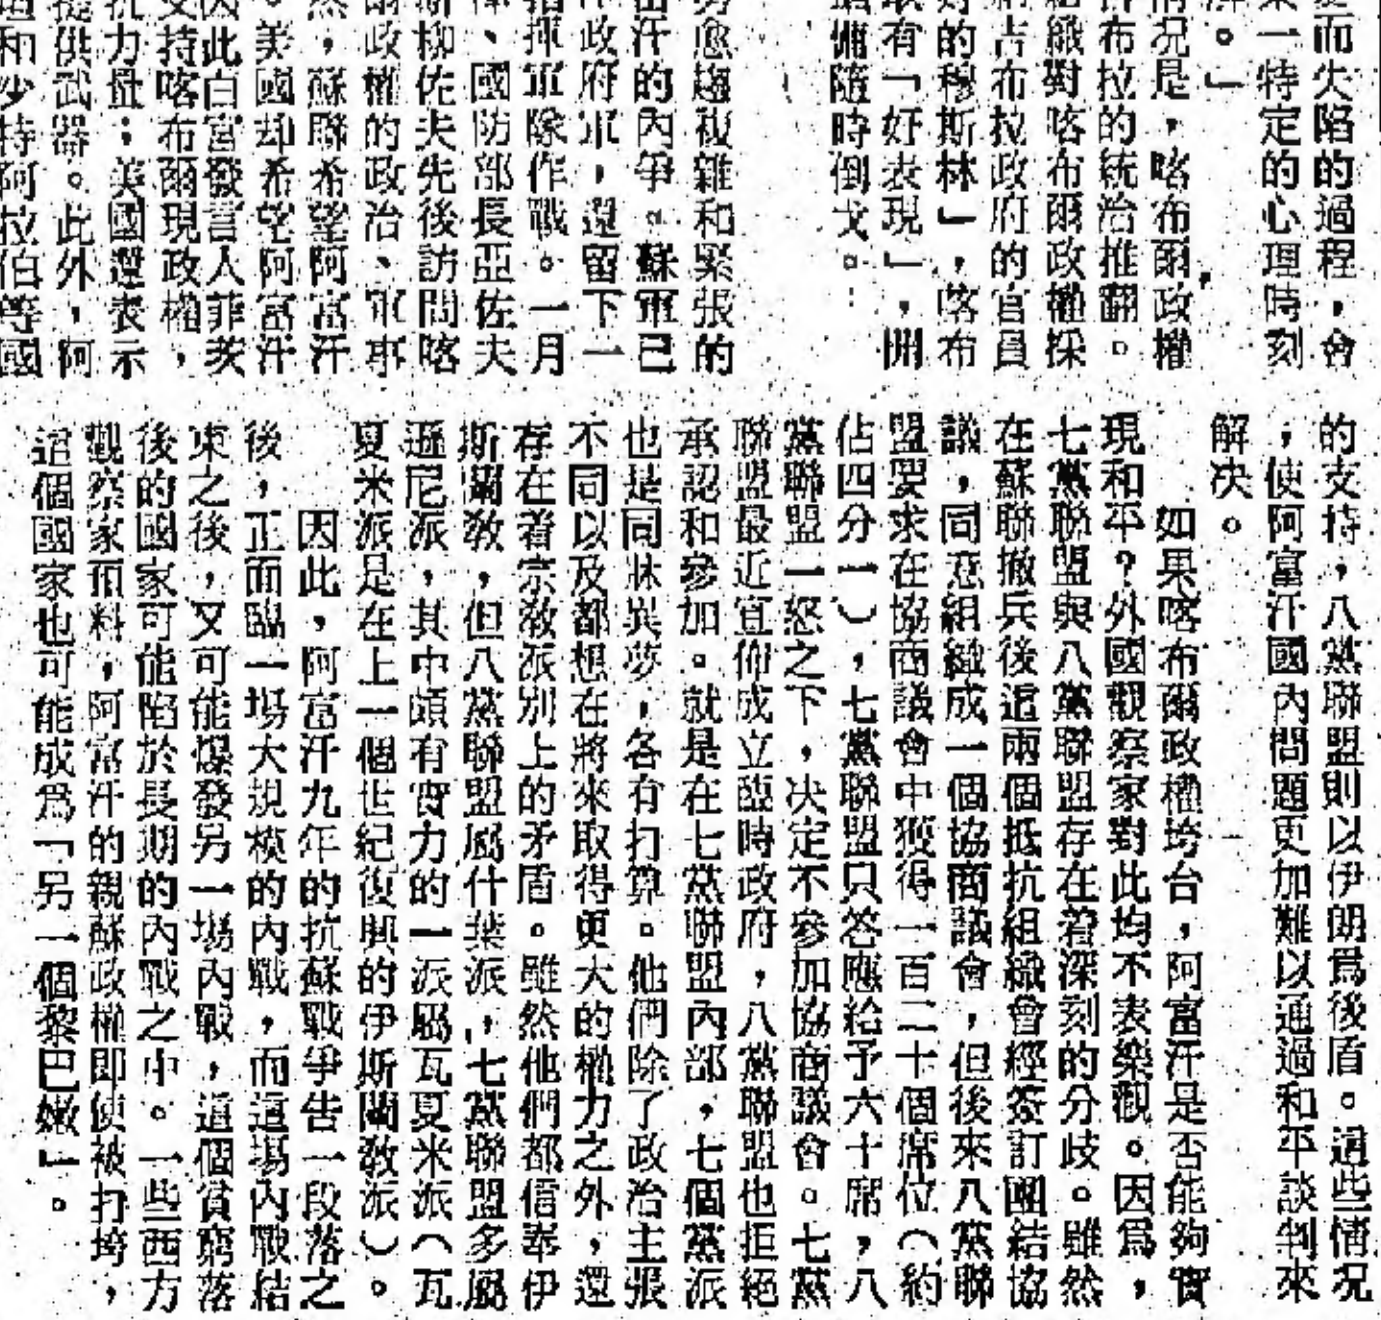 而失陷的過程，會
一特定的心理時刻
。」
情況是，喀布爾政權
布拉的統治推翻。
組織對喀布爾政權採
吉布拉政府的官員
好的穆斯林」，喀布
取有「好表現」，開
傭隨時倒戈。
愈趨複雜和緊張的
汗的內爭。蘇軍已
政府軍，還留下一
指揮軍隊作戰。一月
、國防部長亞佐夫
斯柳佐夫先後訪問喀
爾政權的政治、軍事
然，蘇聯希望阿富汗
。美國却希望阿富汗
因此白宮發言人菲茨
支持喀布爾現政權，
抗力量；美國還表示
提供武器。此外，阿
和沙特阿拉伯等國
的支持，八黨聯盟則以伊朗爲後盾。這些情况
，使阿富汗國內問題更加難以通過和平談判來
解决。
如果喀布爾政權垮台，阿富汗是否能夠實
現和平？外國觀察家對此均不表樂觀。因爲，
七黨聯盟與八黨聯盟存在着深刻的分歧。雖然
在蘇聯撤兵後這兩個抵抗組織曾經簽訂團結協
議，同意組織成一個協商議會，但後來八黨聯
盟要求在協商議會中獲得一百二十個席位（約
佔四分一），七黨聯盟只答應給予六十席，八
黨聯盟一怒之下，决定不參加協商議會。七黨
聯盟最近宣佈成立臨時政府，八黨聯盟也拒絕
承認和參加。就是在七黨聯盟內部，七個黨派
也是同牀異夢，各有打算。他們除了政治主張
不同以及都想在將來取得更大的權力之外，還
存在着宗教派別上的矛盾。雖然他們都信奉伊
斯蘭教，但八黨聯盟屬什葉派，七黨聯盟多屬
遜尼派，其中頗有實力的一派屬瓦夏米派（瓦
夏米派是在上一個世紀復興的伊斯蘭教派）。
因此，阿富汗九年的抗蘇戰爭告一段落之
後，正面臨一場大規模的內戰，而這場內戰結
束之後，又可能爆發另一場內戰，這個貧窮落
後的國家可能陷於長期的內戰之中。一些西方
觀察家預料，阿富汗的親蘇政權即使被打垮，
這個國家也可能成爲「另一個黎巴嫩」。